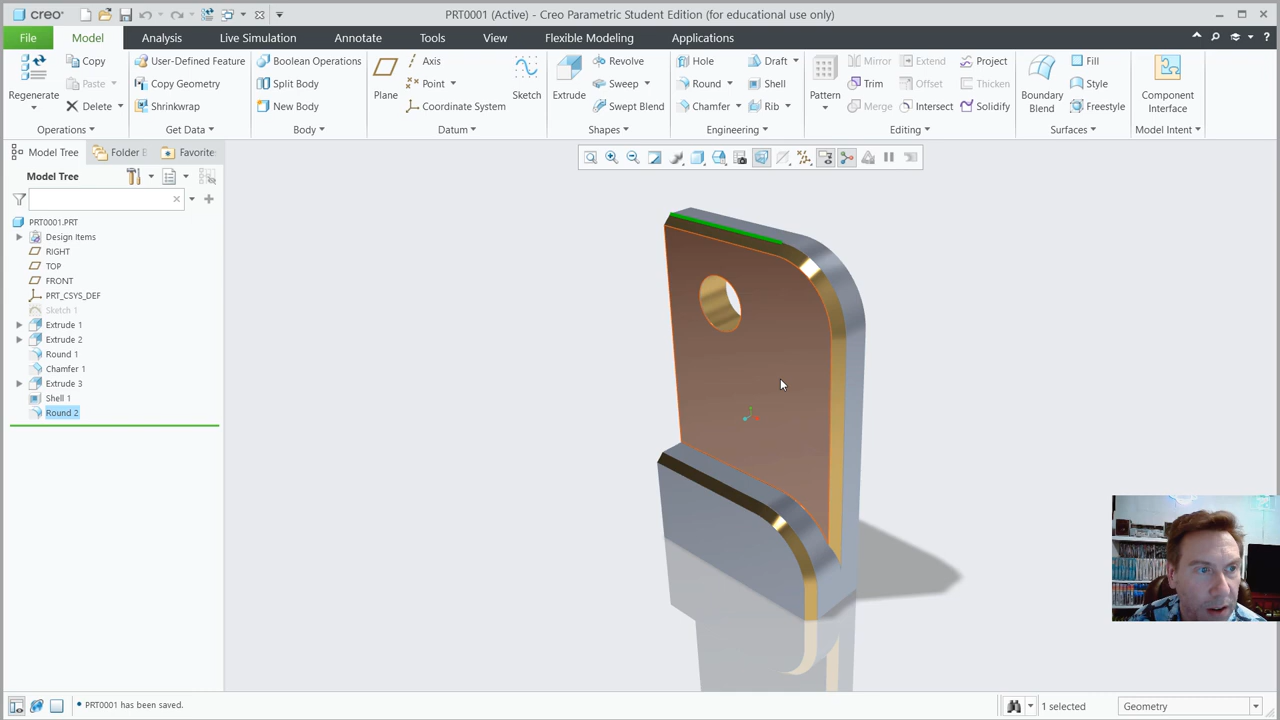 creo PRT0001 (Active) - Creo Parametric Student Edition (for educational use only)
File Model Analysis Live Simulation Annotate Tools View Flexible Modeling Applications
Regenerate
Copy
Paste
Delete
Operations
User-Defined Feature
Copy Geometry
Shrinkwrap
Get Data
Boolean Operations
Split Body
New Body
Body
Plane
Axis
Point
Coordinate System
Sketch
Datum
Extrude
Revolve
Sweep
Swept Blend
Shapes
Hole
Round
Chamfer
Draft
Shell
Rib
Engineering
Pattern
Mirror
Trim
Merge
Extend
Offset
Intersect
Project
Thicken
Solidify
Editing
Boundary
Blend
Fill
Style
Freestyle
Surfaces
Component
Interface
Model Intent
Model Tree Folder B Favorite
Model Tree
PRT0001.PRT
Design Items
RIGHT
TOP
FRONT
PRT_CSYS_DEF
Sketch 1
Extrude 1
Extrude 2
Round 1
Chamfer 1
Extrude 3
Shell 1
Round 2
• PRT0001 has been saved.
1 selected
Geometry